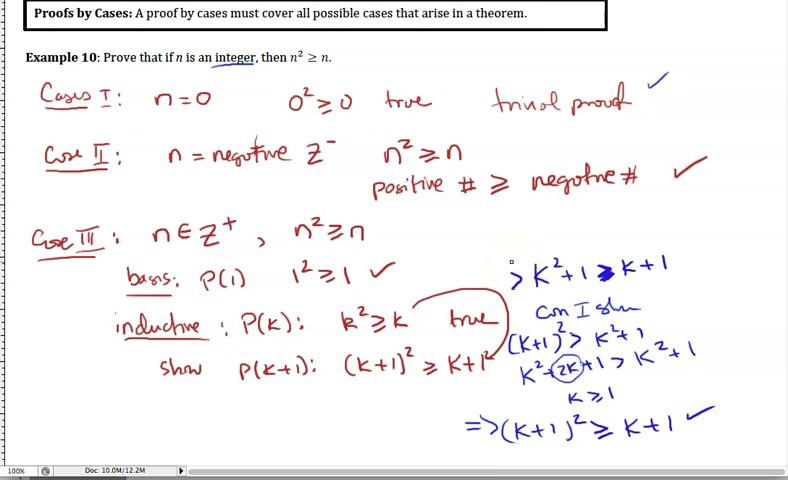 Proofs by Cases: A proof by cases must cover all possible cases that arise in a theorem.
Example 10: Prove that if n is an integer, then n² ≥ n.
Cases I: n=0 0² ≥ 0 true trivial proof ✓
Case II: n = negative Z⁻ n² ≥ n
positive # ≥ negative # ✓
Case III: n ∈ Z⁺, n² ≥ n
basis: P(1) 1² ≥ 1 ✓
inductive: P(k): k² ≥ k true
show P(k+1): (k+1)² ≥ k+1
> k²+1 ≥ k+1
can I show
(k+1)² > k²+1
k²+2k+1 > k²+1
k ≥ 1
=> (k+1)² ≥ k+1 ✓
100% Doc: 10.0M/12.2M